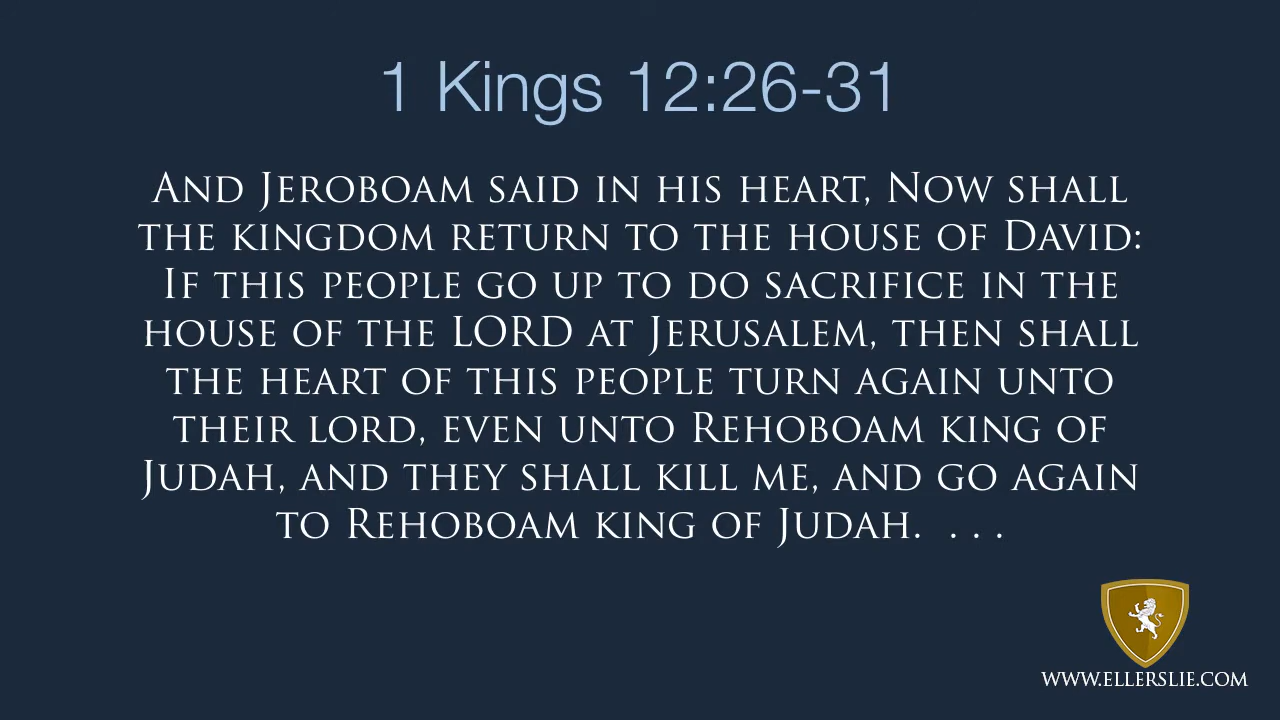 1 Kings 12:26-31
And Jeroboam said in his heart, Now shall
the kingdom return to the house of David:
If this people go up to do sacrifice in the
house of the LORD at Jerusalem, then shall
the heart of this people turn again unto
their lord, even unto Rehoboam king of
Judah, and they shall kill me, and go again
to Rehoboam king of Judah. . . .
www.ellerslie.com